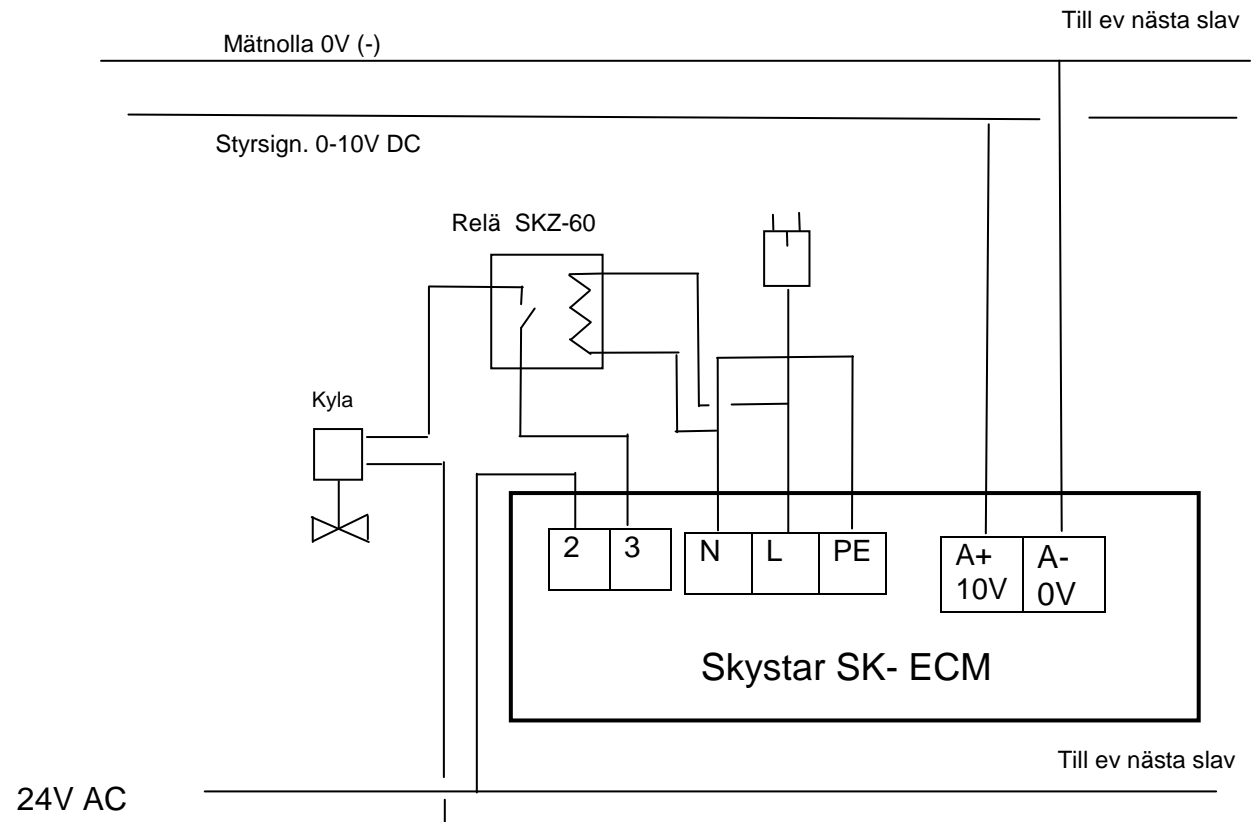 Till ev nästa slav
Mätnolla 0V (-)
Styrsign. 0-10V DC
Relä SKZ-60
Kyla
2 3 N L PE A+ A-
10V 0V
Skystar SK- ECM
Till ev nästa slav
24V AC